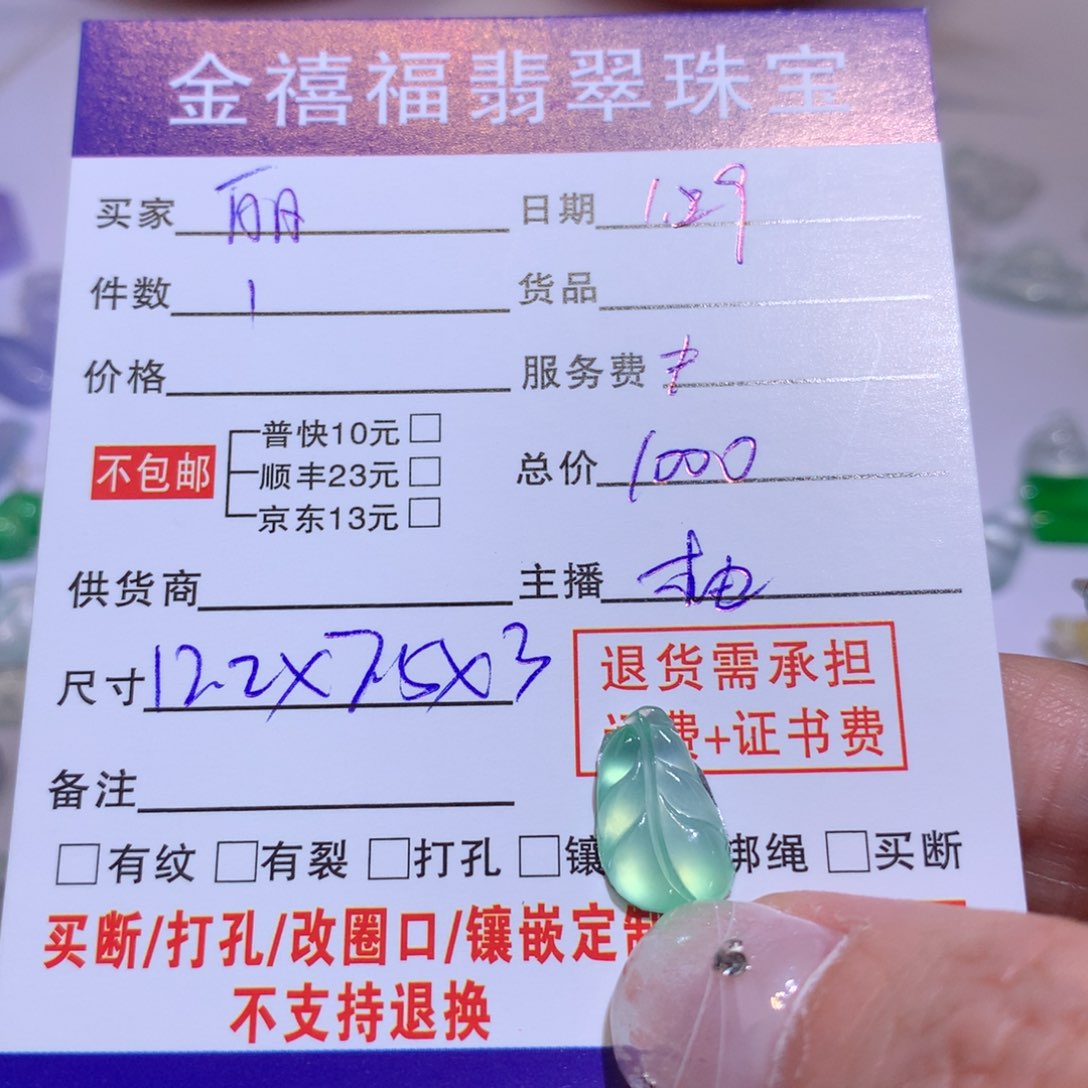 金禧福翡翠珠宝
买家 丽 日期 1.29
件数 1 货品
价格 服务费
不包邮 普快10元
顺丰23元
京东13元
总价 1000
供货商 主播 柚
尺寸 12.2X7.5X3
退货需承担
费+证书费
备注
有纹 有裂 打孔 镶 绑绳 买断
买断/打孔/改圈口/镶嵌定制
不支持退换